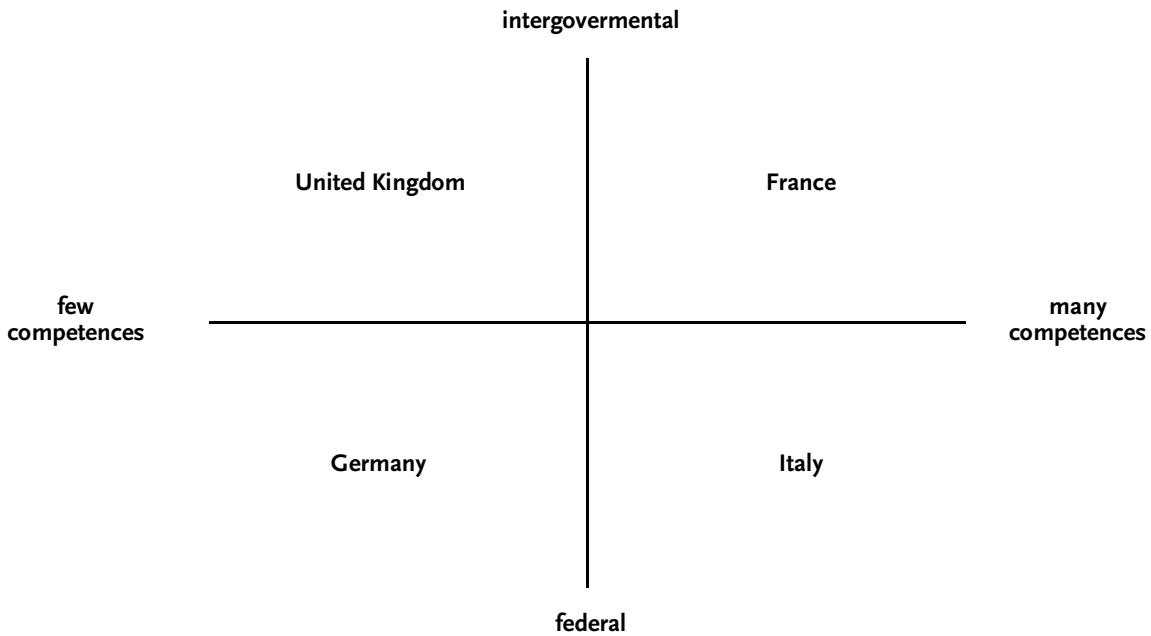 intergovermental
United Kingdom
France
few
competences
many
competences
Germany
Italy
federal